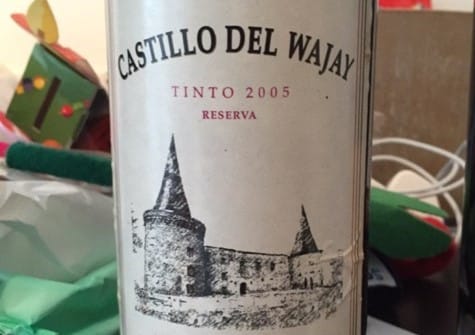 CASTILLO DEL WAJAY
TINTO 2005
RESERVA